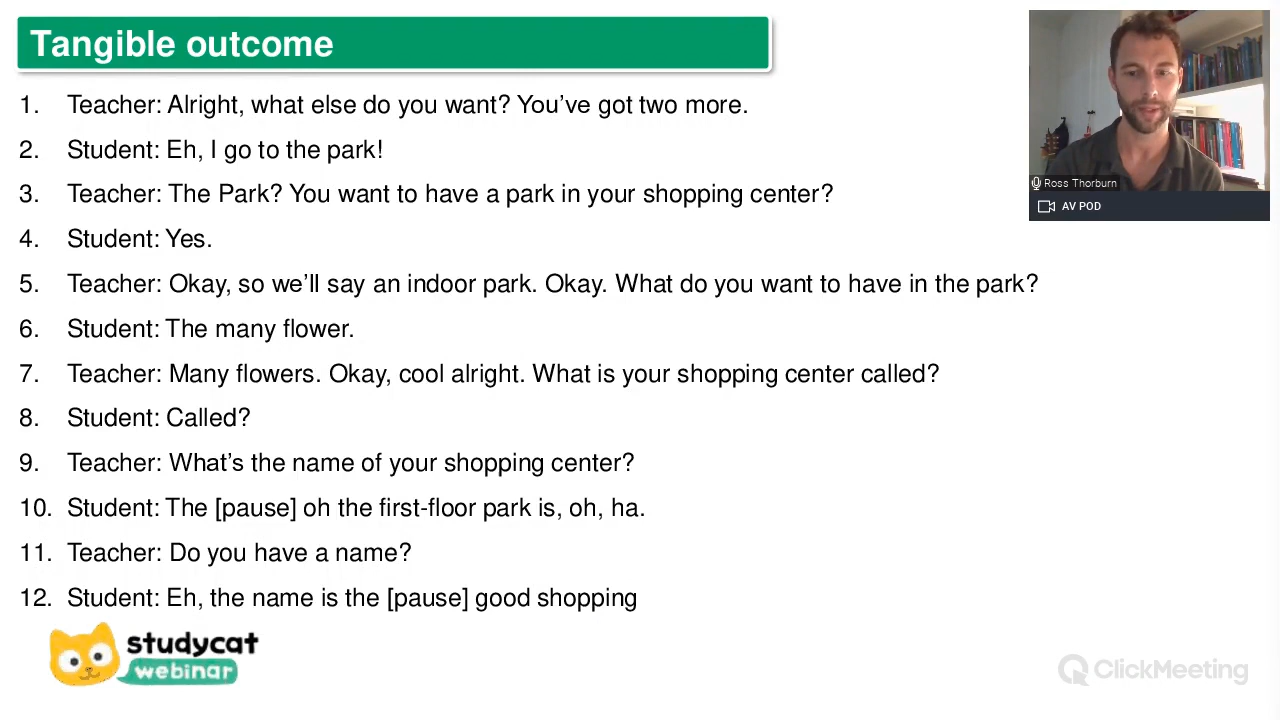 Tangible outcome
1. Teacher: Alright, what else do you want? You've got two more.
2. Student: Eh, I go to the park!
3. Teacher: The Park? You want to have a park in your shopping center?
4. Student: Yes.
5. Teacher: Okay, so we'll say an indoor park. Okay. What do you want to have in the park?
6. Student: The many flower.
7. Teacher: Many flowers. Okay, cool alright. What is your shopping center called?
8. Student: Called?
9. Teacher: What's the name of your shopping center?
10. Student: The [pause] oh the first-floor park is, oh, ha.
11. Teacher: Do you have a name?
12. Student: Eh, the name is the [pause] good shopping
Ross Thorburn
AV POD
studycat
webinar
ClickMeeting